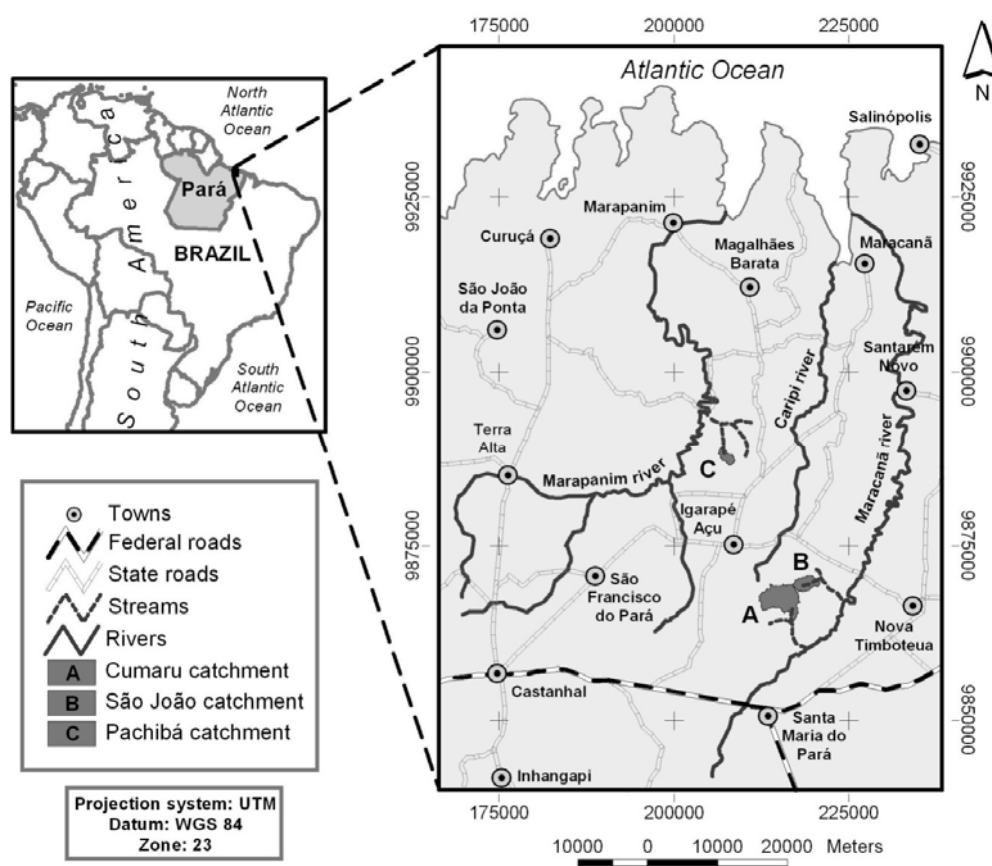 175000
200000
225000
Atlantic Ocean
N
North
Atlantic
Ocean
Pará
BRAZIL
South America
Pacific
Ocean
South
Atlantic
Ocean
Salinópolis
Marapanim
Curuçá
Magalhães
Barata
Maracanã
São João
da Ponta
Santarém
Novo
Caripi river
Maracanã river
Terra
Alta
Marapanim river
C
Igarapé
Açu
B
A
São
Francisco
do Pará
Nova
Timboteua
Castanhal
Santa
Maria do
Pará
Inhangapi
9925000
9900000
9875000
9850000
9925000
9900000
9875000
9850000
175000
200000
225000
Towns
Federal roads
State roads
Streams
Rivers
A Cumaru catchment
B São João catchment
C Pachibá catchment
Projection system: UTM
Datum: WGS 84
Zone: 23
10000 0 10000 20000 Meters